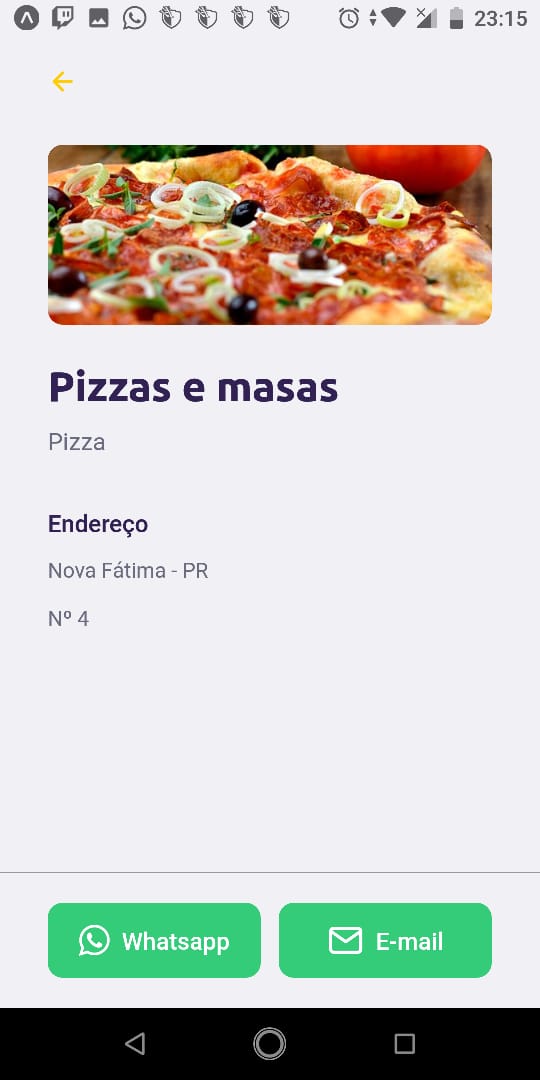 23:15
Pizzas e masas
Pizza
Endereço
Nova Fátima - PR
Nº 4
Whatsapp
E-mail